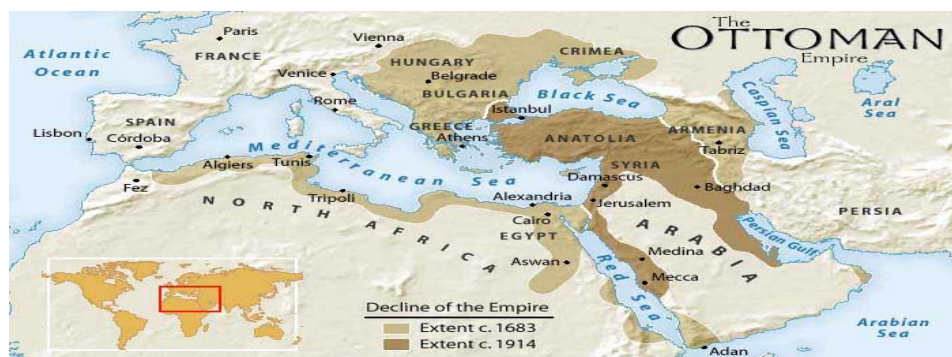 The
OTTOMAN
Empire
Atlantic
Ocean
Paris
FRANCE
Vienna
Venice
HUNGARY
Belgrade
BULGARIA
CRIMEA
Black Sea
Caspian Sea
Aral
Sea
Lisbon
SPAIN
Córdoba
Rome
Istanbul
GREECE
Athens
ANATOLIA
ARMENIA
Tabriz
Algiers
Tunis
Mediterranean Sea
SYRIA
Damascus
Baghdad
Fez
Tripoli
Alexandria
Jerusalem
PERSIA
NORTH AFRICA
Cairo
EGYPT
ARABIA
Persian Gulf
Aswan
Red Sea
Medina
Mecca
Decline of the Empire
Extent c. 1683
Extent c. 1914
Adan
Arabian
Sea